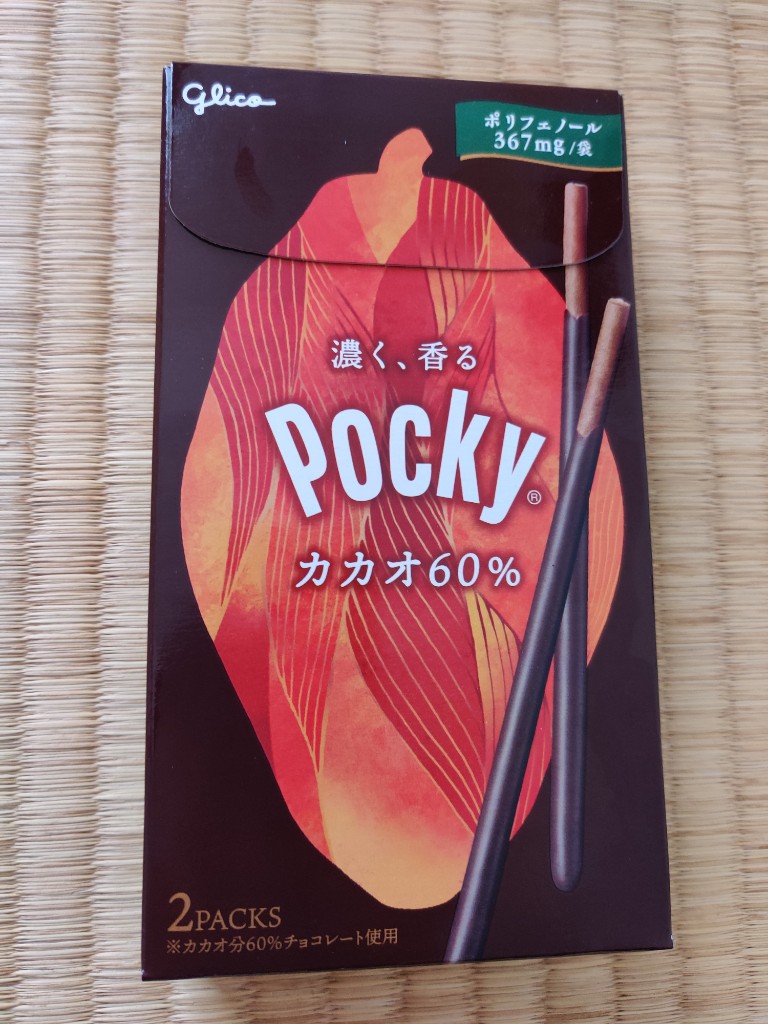 Glico
ポリフェノール
367mg/袋
濃く、香る
Pocky®
カカオ60%
2PACKS
※カカオ分60%チョコレート使用